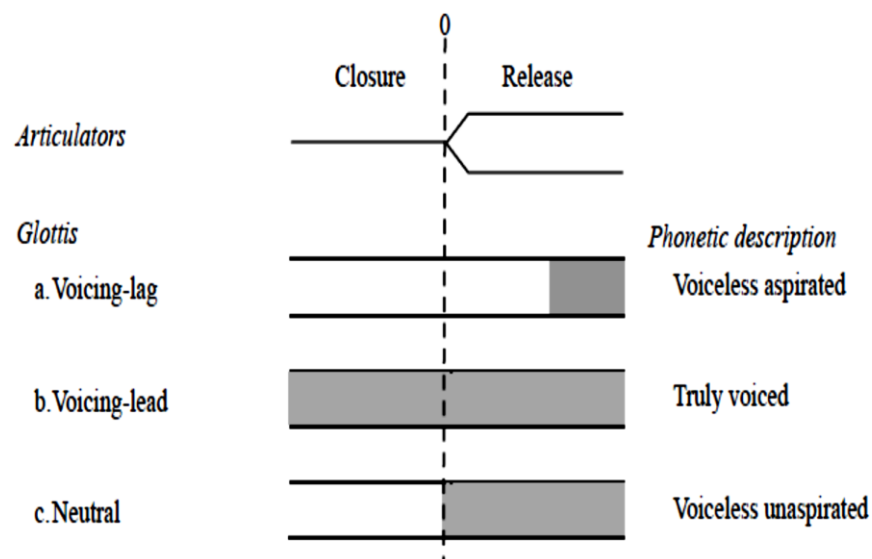 0
Closure Release
Articulators
Glottis
Phonetic description
a. Voicing-lag Voiceless aspirated
b. Voicing-lead Truly voiced
c. Neutral Voiceless unaspirated